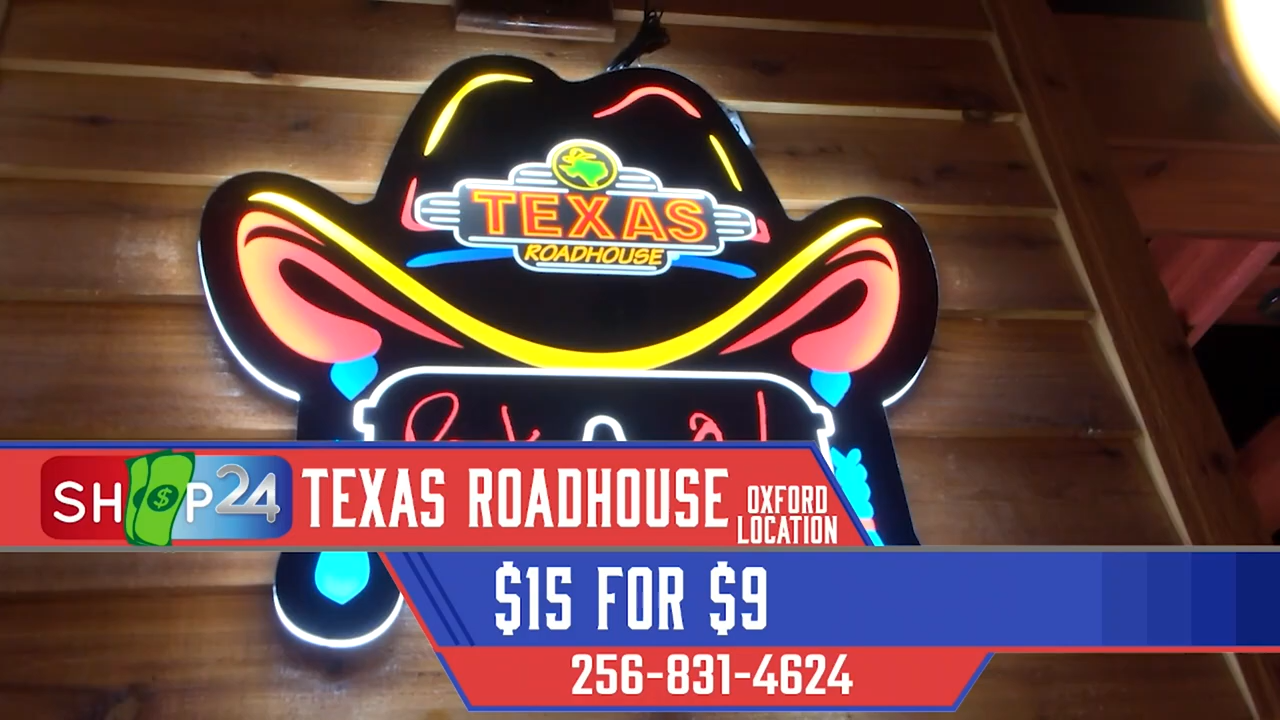 TEXAS
ROADHOUSE
SHOP24
TEXAS ROADHOUSE
OXFORD
LOCATION
$15 FOR $9
256-831-4624